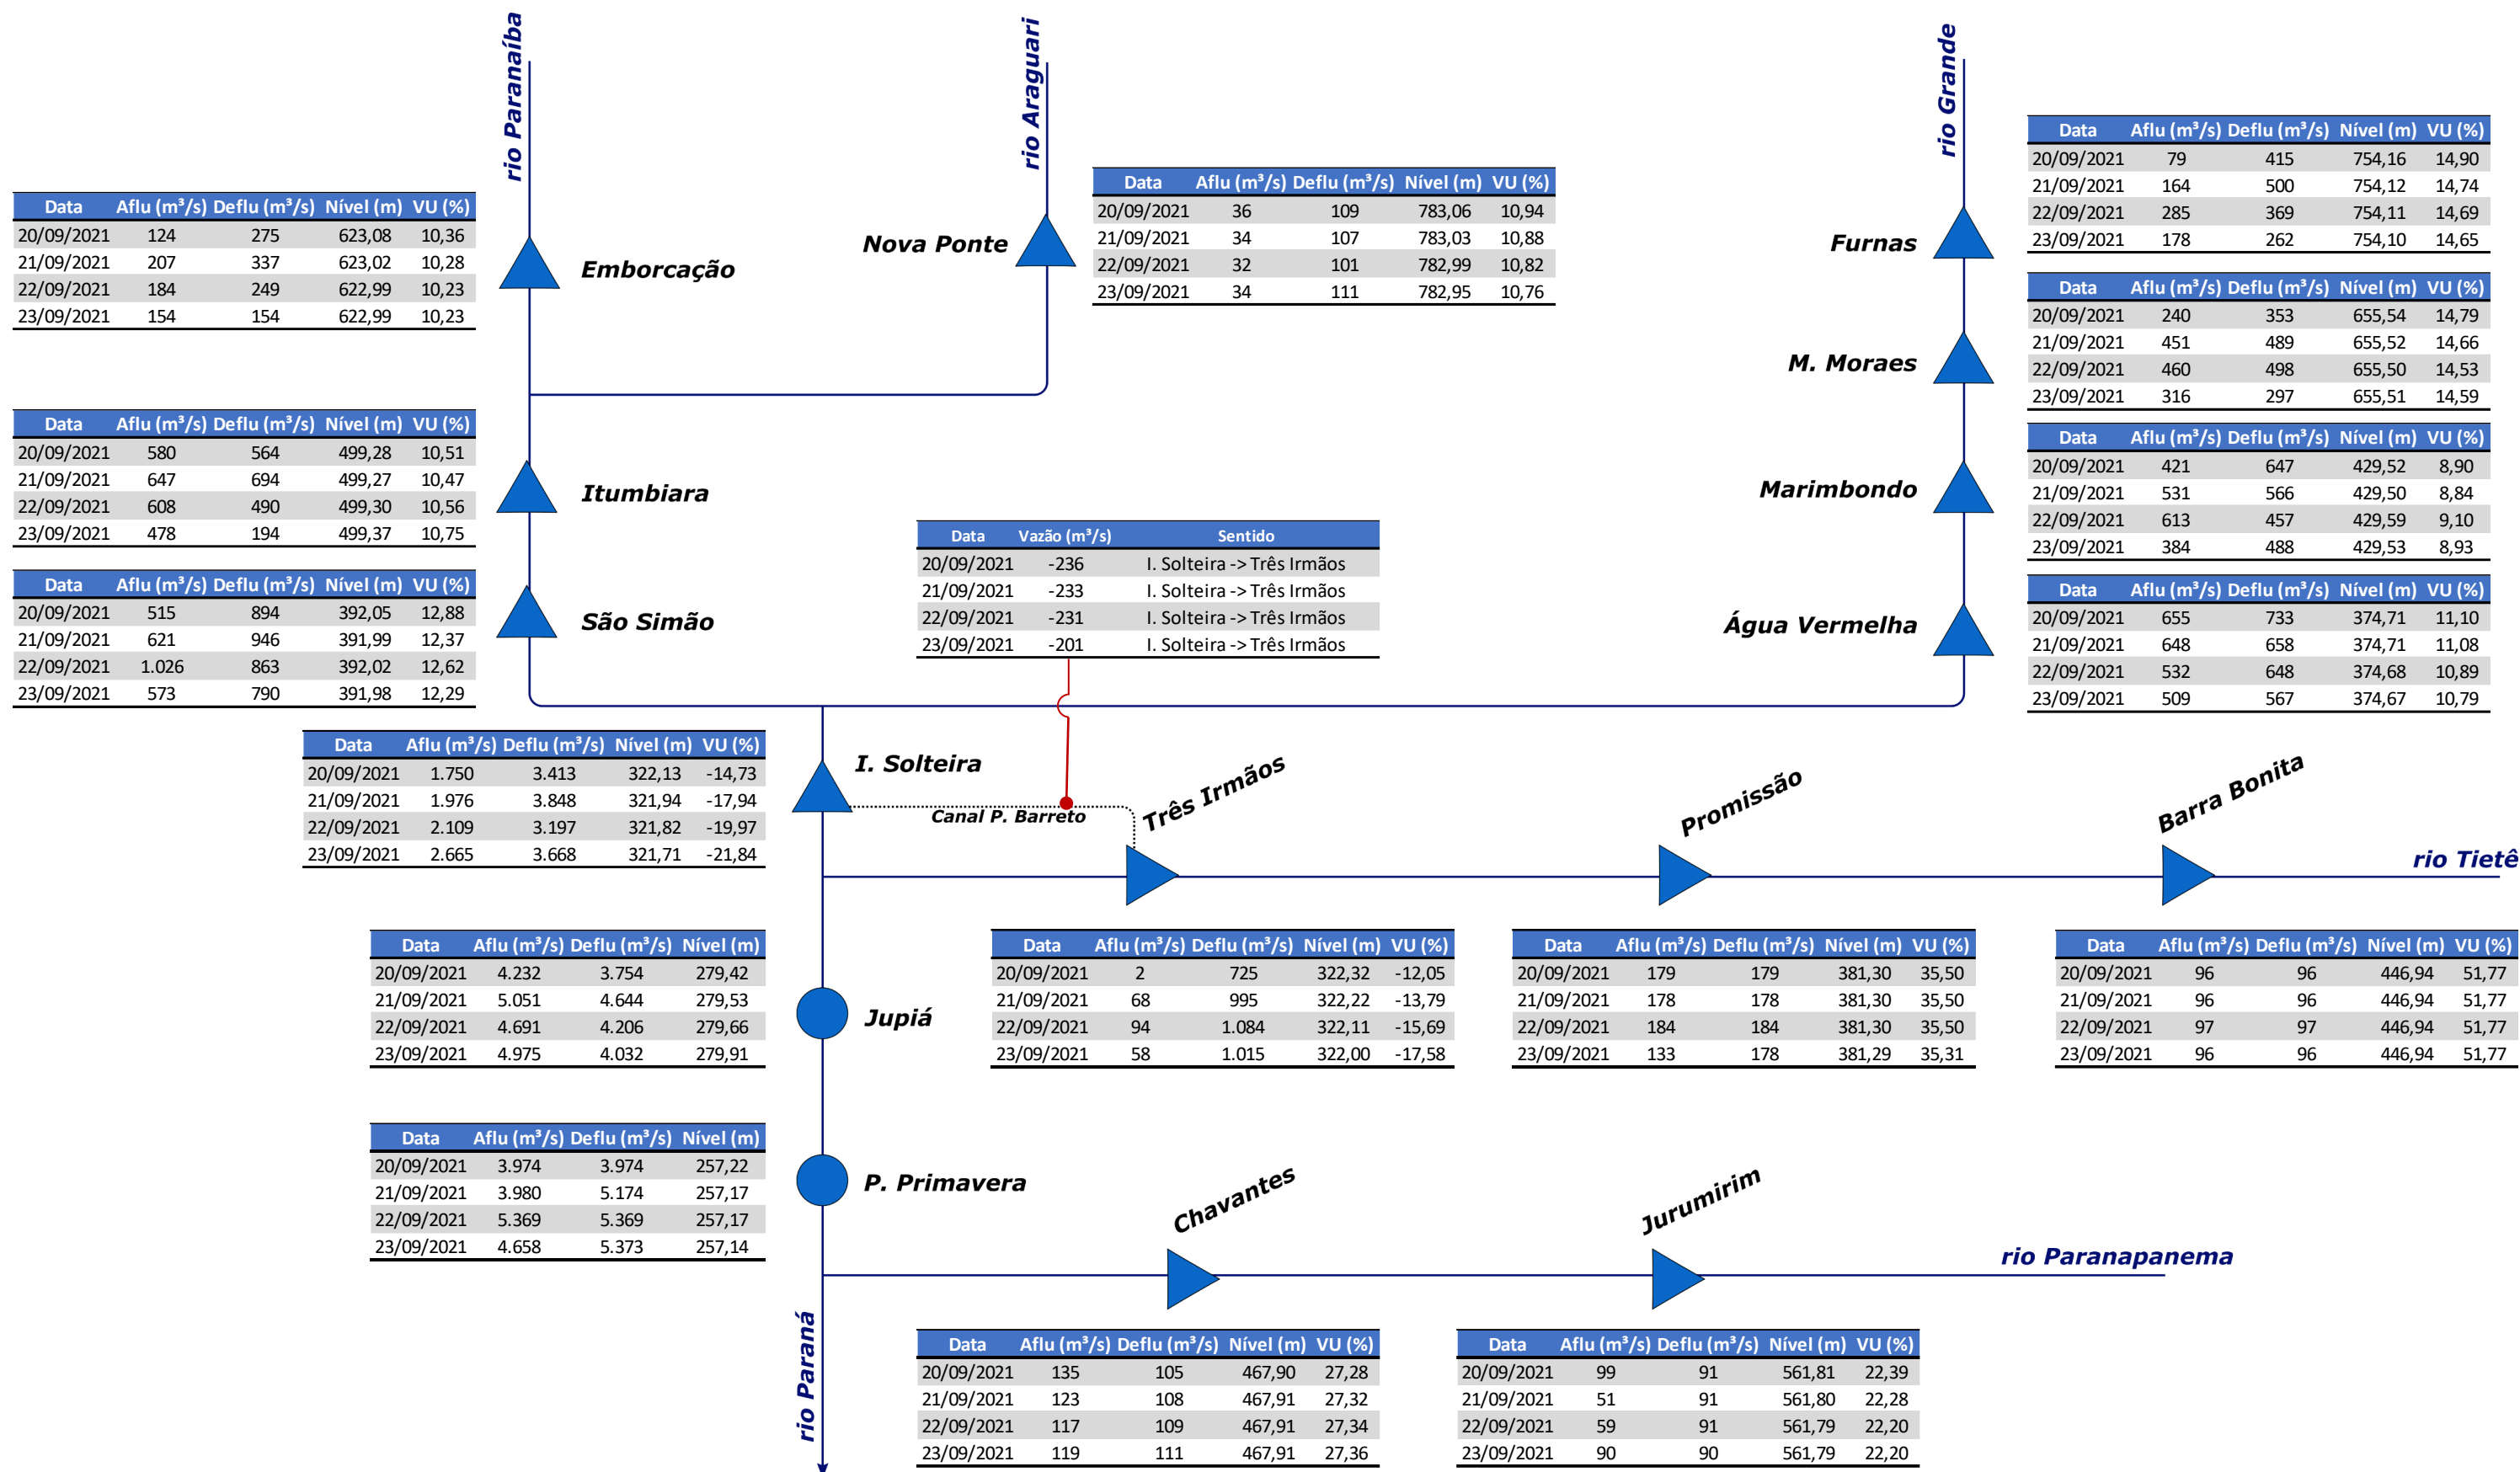 rio Paranaíba
rio Araguari
rio Grande
Data Aflu (m³/s) Deflu (m³/s) Nível (m) VU (%)
20/09/2021 79 415 754,16 14,90
21/09/2021 164 500 754,12 14,74
22/09/2021 285 369 754,11 14,69
23/09/2021 178 262 754,10 14,65
Furnas
Data Aflu (m³/s) Deflu (m³/s) Nível (m) VU (%)
20/09/2021 36 109 783,06 10,94
21/09/2021 34 107 783,03 10,88
22/09/2021 32 101 782,99 10,82
23/09/2021 34 111 782,95 10,76
Nova Ponte
Data Aflu (m³/s) Deflu (m³/s) Nível (m) VU (%)
20/09/2021 124 275 623,08 10,36
21/09/2021 207 337 623,02 10,28
22/09/2021 184 249 622,99 10,23
23/09/2021 154 154 622,99 10,23
Emborcação
Data Aflu (m³/s) Deflu (m³/s) Nível (m) VU (%)
20/09/2021 240 353 655,54 14,79
21/09/2021 451 489 655,52 14,66
22/09/2021 460 498 655,50 14,53
23/09/2021 316 297 655,51 14,59
M. Moraes
Data Aflu (m³/s) Deflu (m³/s) Nível (m) VU (%)
20/09/2021 580 564 499,28 10,51
21/09/2021 647 694 499,27 10,47
22/09/2021 608 490 499,30 10,56
23/09/2021 478 194 499,37 10,75
Itumbiara
Data Aflu (m³/s) Deflu (m³/s) Nível (m) VU (%)
20/09/2021 421 647 429,52 8,90
21/09/2021 531 566 429,50 8,84
22/09/2021 613 457 429,59 9,10
23/09/2021 384 488 429,53 8,93
Marimbondo
Data Vazão (m³/s) Sentido
20/09/2021 -236 I. Solteira -> Três Irmãos
21/09/2021 -233 I. Solteira -> Três Irmãos
22/09/2021 -231 I. Solteira -> Três Irmãos
23/09/2021 -201 I. Solteira -> Três Irmãos
Data Aflu (m³/s) Deflu (m³/s) Nível (m) VU (%)
20/09/2021 515 894 392,05 12,88
21/09/2021 621 946 391,99 12,37
22/09/2021 1.026 863 392,02 12,62
23/09/2021 573 790 391,98 12,29
São Simão
Data Aflu (m³/s) Deflu (m³/s) Nível (m) VU (%)
20/09/2021 655 733 374,71 11,10
21/09/2021 648 658 374,71 11,08
22/09/2021 532 648 374,68 10,89
23/09/2021 509 567 374,67 10,79
Água Vermelha
Data Aflu (m³/s) Deflu (m³/s) Nível (m) VU (%)
20/09/2021 1.750 3.413 322,13 -14,73
21/09/2021 1.976 3.848 321,94 -17,94
22/09/2021 2.109 3.197 321,82 -19,97
23/09/2021 2.665 3.668 321,71 -21,84
I. Solteira
Canal P. Barreto
Três Irmãos
Promissão
Barra Bonita
rio Tietê
Data Aflu (m³/s) Deflu (m³/s) Nível (m)
20/09/2021 4.232 3.754 279,42
21/09/2021 5.051 4.644 279,53
22/09/2021 4.691 4.206 279,66
23/09/2021 4.975 4.032 279,91
Jupiá
Data Aflu (m³/s) Deflu (m³/s) Nível (m) VU (%)
20/09/2021 2 725 322,32 -12,05
21/09/2021 68 995 322,22 -13,79
22/09/2021 94 1.084 322,11 -15,69
23/09/2021 58 1.015 322,00 -17,58
Data Aflu (m³/s) Deflu (m³/s) Nível (m) VU (%)
20/09/2021 179 179 381,30 35,50
21/09/2021 178 178 381,30 35,50
22/09/2021 184 184 381,30 35,50
23/09/2021 133 178 381,29 35,31
Data Aflu (m³/s) Deflu (m³/s) Nível (m) VU (%)
20/09/2021 96 96 446,94 51,77
21/09/2021 96 96 446,94 51,77
22/09/2021 97 97 446,94 51,77
23/09/2021 96 96 446,94 51,77
Data Aflu (m³/s) Deflu (m³/s) Nível (m)
20/09/2021 3.974 3.974 257,22
21/09/2021 3.980 5.174 257,17
22/09/2021 5.369 5.369 257,17
23/09/2021 4.658 5.373 257,14
P. Primavera
Chavantes
Jurumirim
rio Paranapanema
rio Paraná
Data Aflu (m³/s) Deflu (m³/s) Nível (m) VU (%)
20/09/2021 135 105 467,90 27,28
21/09/2021 123 108 467,91 27,32
22/09/2021 117 109 467,91 27,34
23/09/2021 119 111 467,91 27,36
Data Aflu (m³/s) Deflu (m³/s) Nível (m) VU (%)
20/09/2021 99 91 561,81 22,39
21/09/2021 51 91 561,80 22,28
22/09/2021 59 91 561,79 22,20
23/09/2021 90 90 561,79 22,20